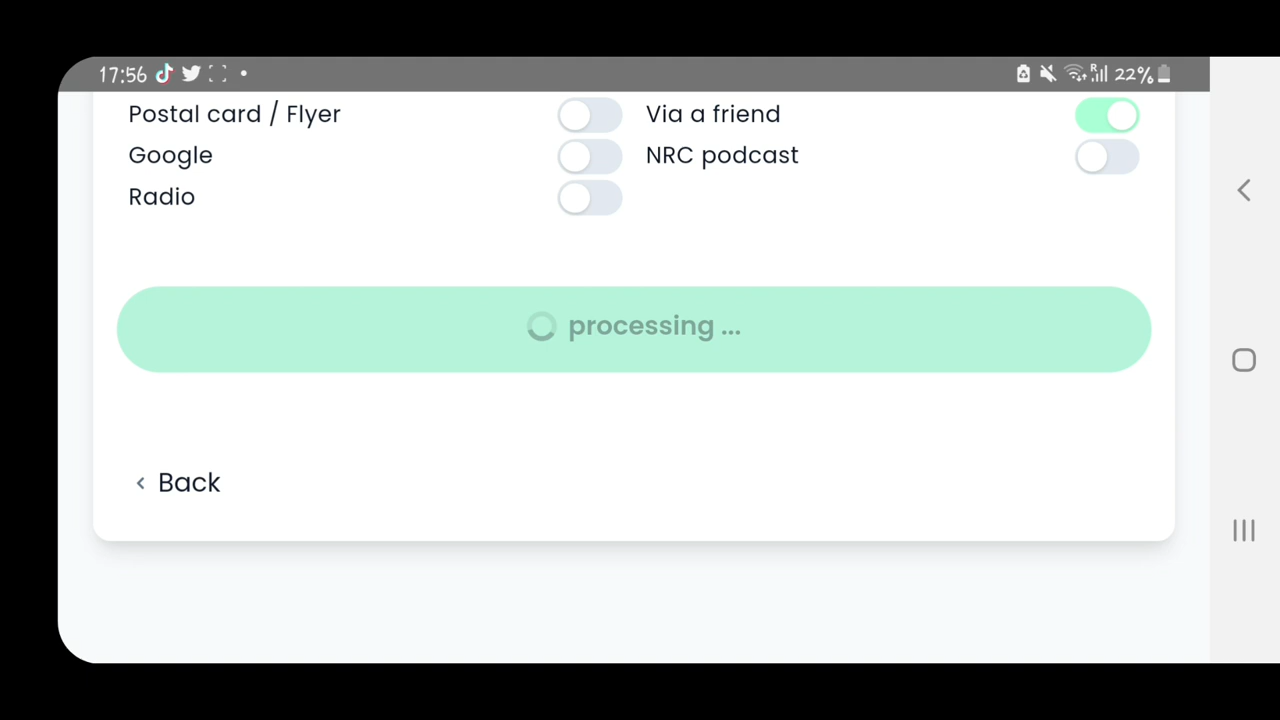 17:56 R 22%
Postal card / Flyer Via a friend
Google NRC podcast
Radio
processing ...
Back